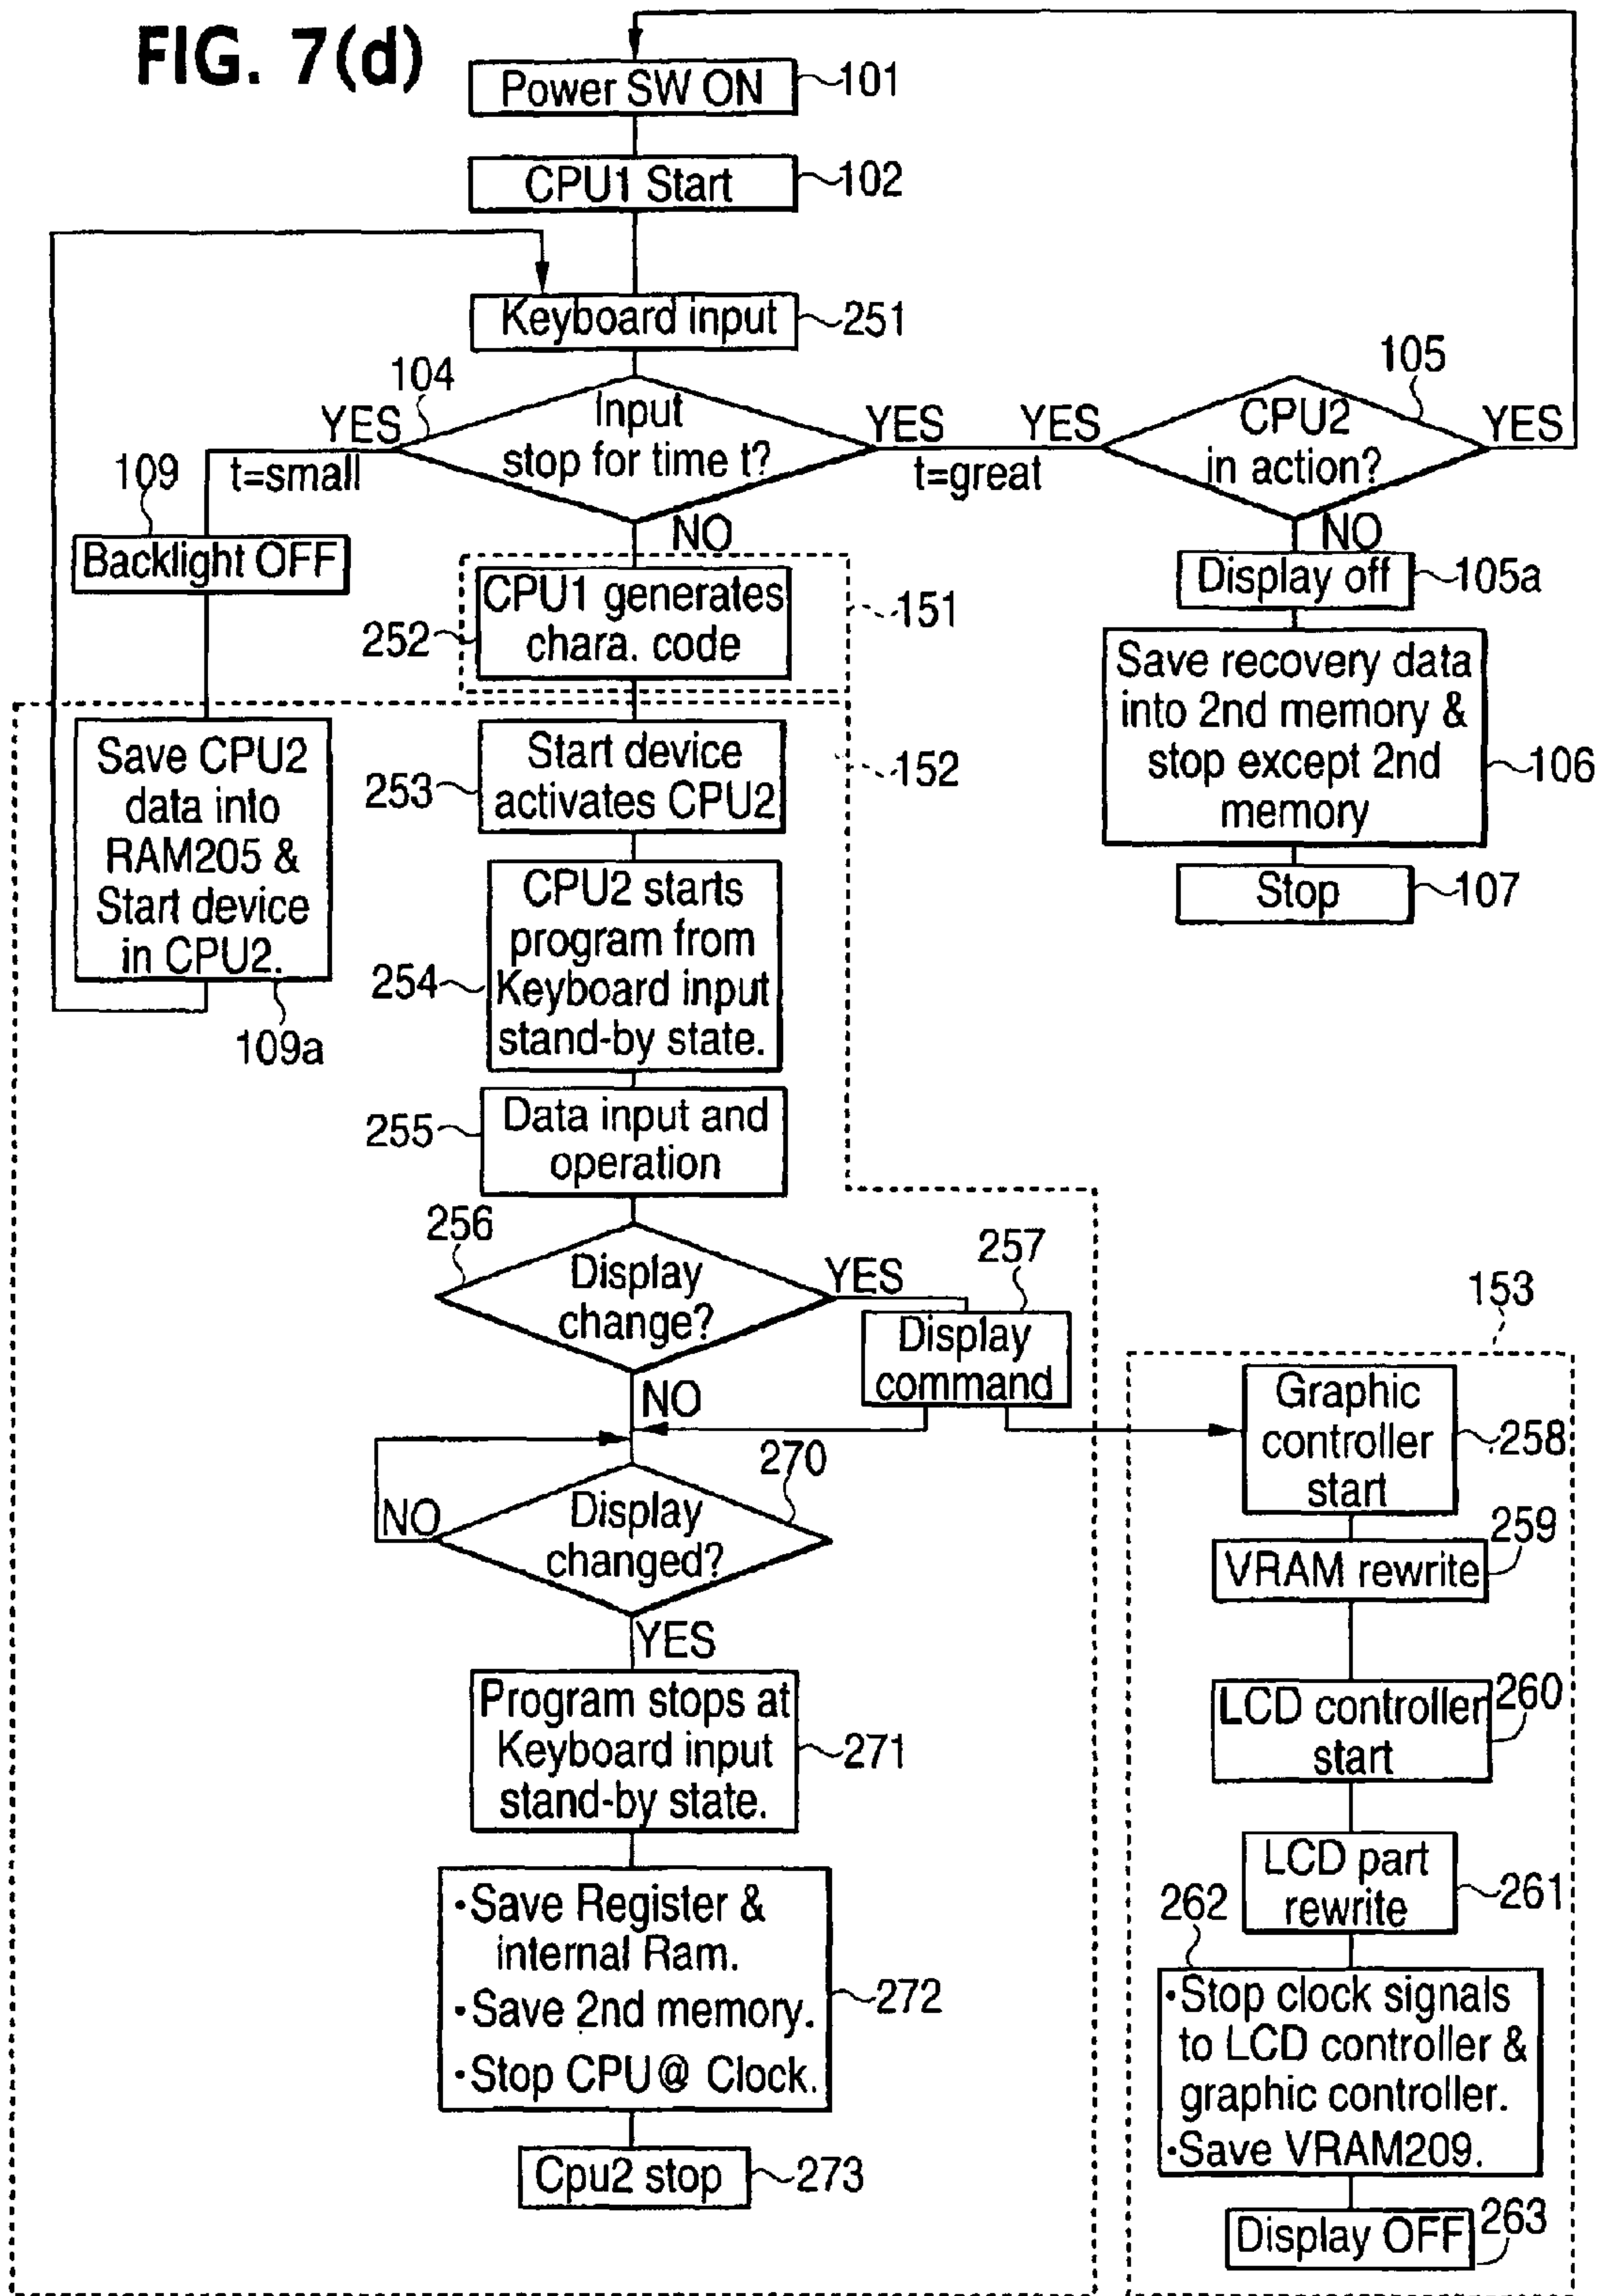 FIG. 7(d)
Power SW ON
101
CPU1 Start
102
Keyboard input
251
104
Input
stop for time t?
YES
t=small
YES
t=great
YES
105
CPU2
in action?
YES
NO
NO
109
Backlight OFF
Display off
105a
252
CPU1 generates
chara. code
151
Save recovery data
into 2nd memory &
stop except 2nd
memory
106
Stop
107
Save CPU2
data into
RAM205 &
Start device
in CPU2.
109a
253
Start device
activates CPU2
152
254
CPU2 starts
program from
Keyboard input
stand-by state.
255
Data input and
operation
256
Display
change?
YES
257
Display
command
NO
153
Graphic
controller
start
258
270
Display
changed?
NO
YES
VRAM rewrite
259
LCD controller
start
260
Program stops at
Keyboard input
stand-by state.
271
LCD part
rewrite
261
•Save Register &
internal Ram.
•Save 2nd memory.
•Stop CPU@ Clock.
272
262
•Stop clock signals
to LCD controller &
graphic controller.
•Save VRAM209.
Cpu2 stop
273
Display OFF
263